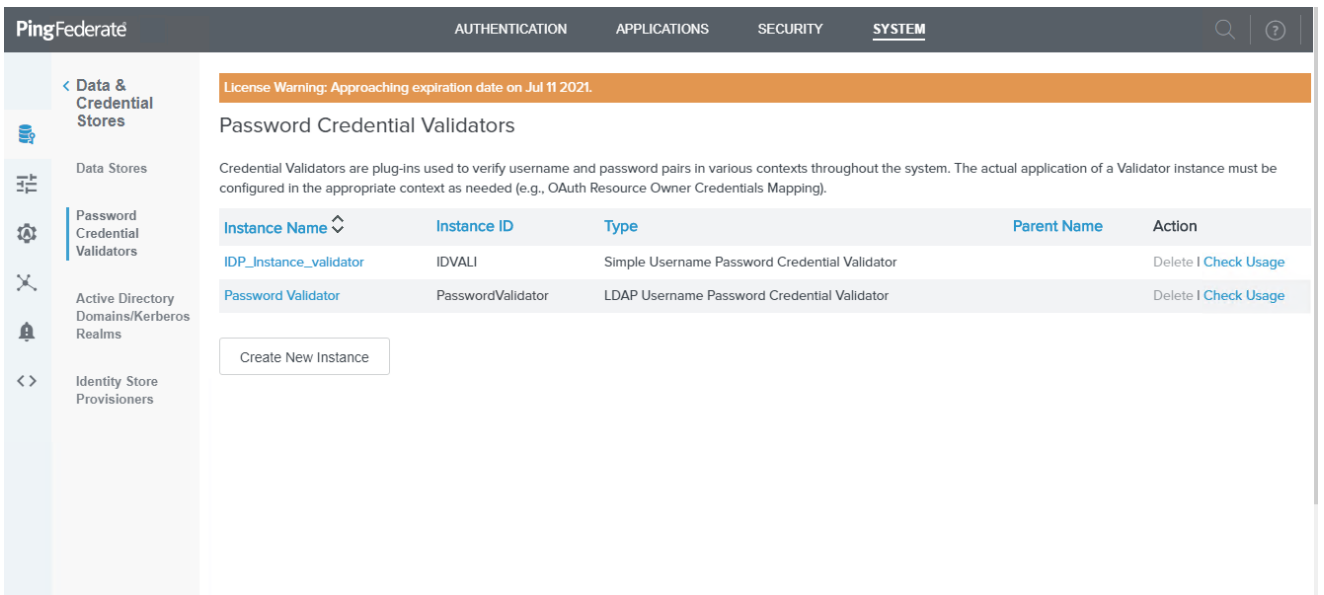 PingFederate AUTHENTICATION APPLICATIONS SECURITY SYSTEM ?
Data &
Credential
Stores
Data Stores
Password
Credential
Validators
Active Directory
Domains/Kerberos
Realms
Identity Store
Provisioners
License Warning: Approaching expiration date on Jul 11 2021.
Password Credential Validators
Credential Validators are plug-ins used to verify username and password pairs in various contexts throughout the system. The actual application of a Validator instance must be
configured in the appropriate context as needed (e.g., OAuth Resource Owner Credentials Mapping).
Instance Name Instance ID Type Parent Name Action
IDP_Instance_validator IDVALI Simple Username Password Credential Validator Delete | Check Usage
Password Validator PasswordValidator LDAP Username Password Credential Validator Delete | Check Usage
Create New Instance